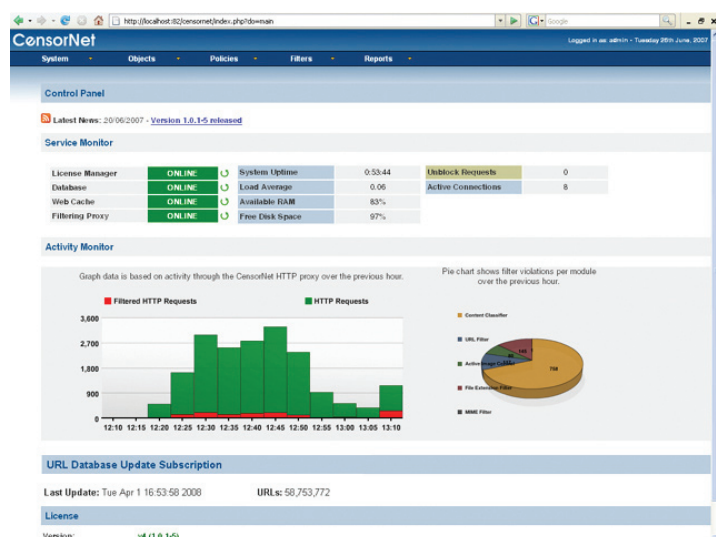 http://localhost:82/censornet/index.php?do=main
Google
CensorNet
Logged in as: admin - Tuesday 26th June, 2007
System Objects Policies Filters Reports
Control Panel
Latest News: 20/06/2007 - Version 1.0.1-5 released
Service Monitor
License Manager ONLINE System Uptime 0:53:44 Unblock Requests 0
Database ONLINE Load Average 0.06 Active Connections 8
Web Cache ONLINE Available RAM 83%
Filtering Proxy ONLINE Free Disk Space 97%
Activity Monitor
Graph data is based on activity through the CensorNet HTTP proxy over the previous hour.
Pie chart shows filter violations per module
over the previous hour.
Filtered HTTP Requests HTTP Requests
3,600
2,700
1,800
900
0
12:10 12:15 12:20 12:25 12:30 12:35 12:40 12:45 12:50 12:55 13:00 13:05 13:10
Content Classifier
URL Filter
Active Image
File Extension Filter
MIME Filter
URL Database Update Subscription
Last Update: Tue Apr 1 16:53:58 2008 URLs: 58,753,772
License
Version: (1.0.1-5)